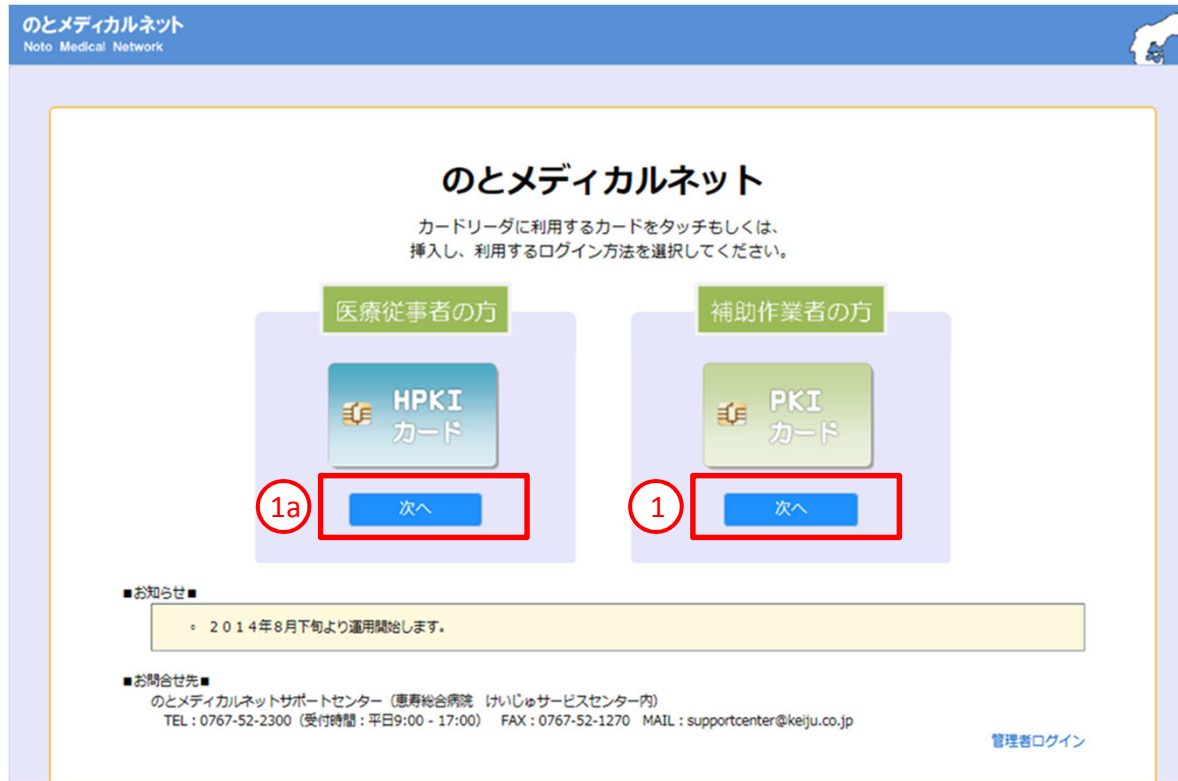 のとメディカルネット
Noto Medical Network
のとメディカルネット
カードリーダに利用するカードをタッチもしくは、
挿入し、利用するログイン方法を選択してください。
医療従事者の方
HPKI
カード
1a
次へ
補助作業者の方
PKI
カード
1
次へ
■お知らせ■
。 2014年8月下旬より運用開始します。
■お問合せ先■
のとメディカルネットサポートセンター（恵寿総合病院 けいじゅサービスセンター内）
TEL：0767-52-2300（受付時間：平日9:00 - 17:00） FAX：0767-52-1270 MAIL：supportcenter@keiju.co.jp
管理者ログイン